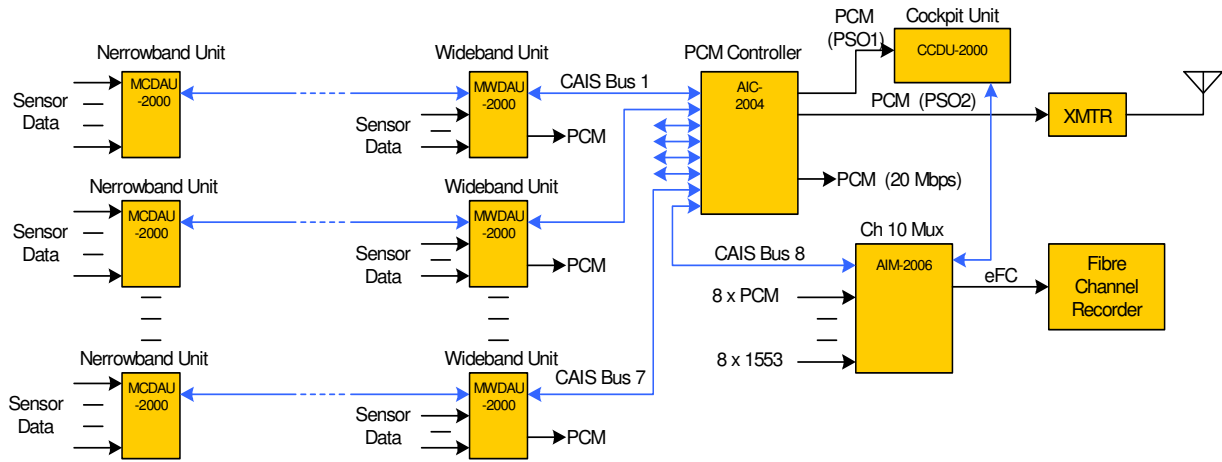 Nerrowband Unit
MCDAU
-2000
Sensor
Data
Wideband Unit
MWDAU
-2000
Sensor
Data
PCM
CAIS Bus 1
PCM Controller
AIC-
2004
PCM
(PSO1)
Cockpit Unit
CCDU-2000
PCM (PSO2)
XMTR
PCM (20 Mbps)
Nerrowband Unit
MCDAU
-2000
Sensor
Data
Wideband Unit
MWDAU
-2000
Sensor
Data
PCM
Ch 10 Mux
CAIS Bus 8
AIM-2006
8 x PCM
8 x 1553
eFC
Fibre
Channel
Recorder
Nerrowband Unit
MCDAU
-2000
Sensor
Data
Wideband Unit
MWDAU
-2000
Sensor
Data
PCM
CAIS Bus 7